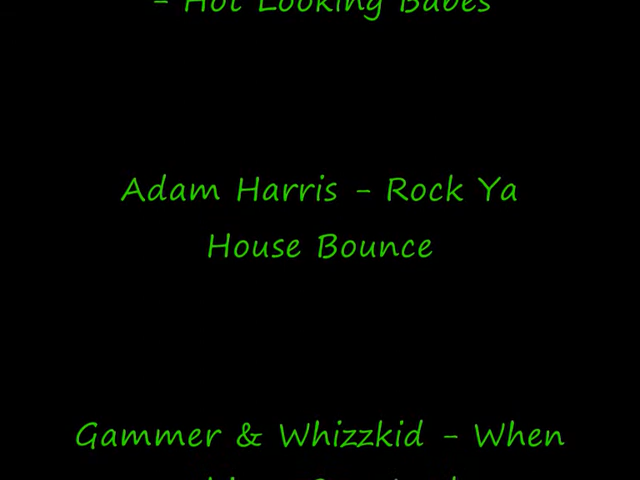 - Hot Looking Babes
Adam Harris - Rock Ya
House Bounce
Gammer & Whizzkid - When